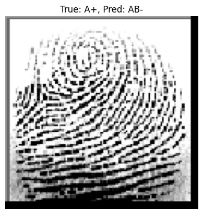 True: A+, Pred: AB-